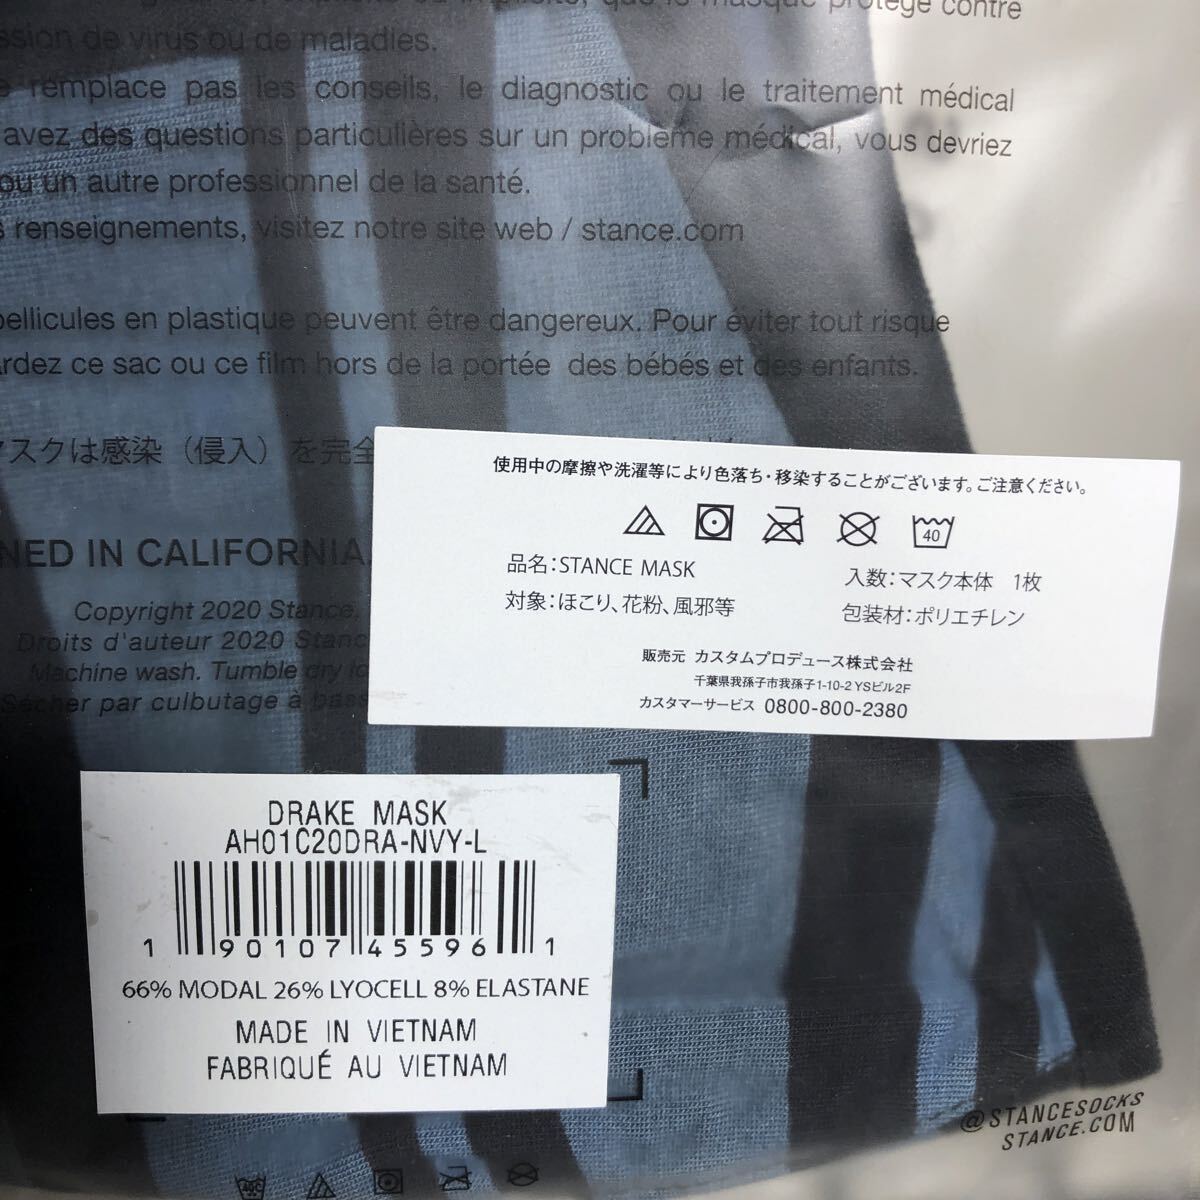 que le masque protège contre
ssion de virus ou de maladies.
remplace pas les conseils, le diagnostic ou le traitement médical
avez des questions particulières sur un problème médical, vous devriez
ou un autre professionnel de la santé.
renseignements, visitez notre site web / stance.com
pellicules en plastique peuvent être dangereux. Pour éviter tout risque
ardez ce sac ou ce film hors de la portée des bébés et des enfants.
マスクは感染（侵入）を完全
使用中の摩擦や洗濯等により色落ち・移染することがございます。ご注意ください。
40
品名：STANCE MASK
入数：マスク本体 1枚
対象：ほこり、花粉、風邪等
包装材：ポリエチレン
販売元 カスタムプロデュース株式会社
千葉県我孫子市我孫子1-10-2 YSビル2F
カスタマーサービス 0800-800-2380
NED IN CALIFORNIA.
Copyright 2020 Stance.
Droits d'auteur 2020 Stanc
Machine wash. Tumble dry lo
Sécher par culbutage à bass
DRAKE MASK
AH01C20DRA-NVY-L
1 90107 45596 1
66% MODAL 26% LYOCELL 8% ELASTANE
MADE IN VIETNAM
FABRIQUÉ AU VIETNAM
@STANCESOCKS
STANCE.COM